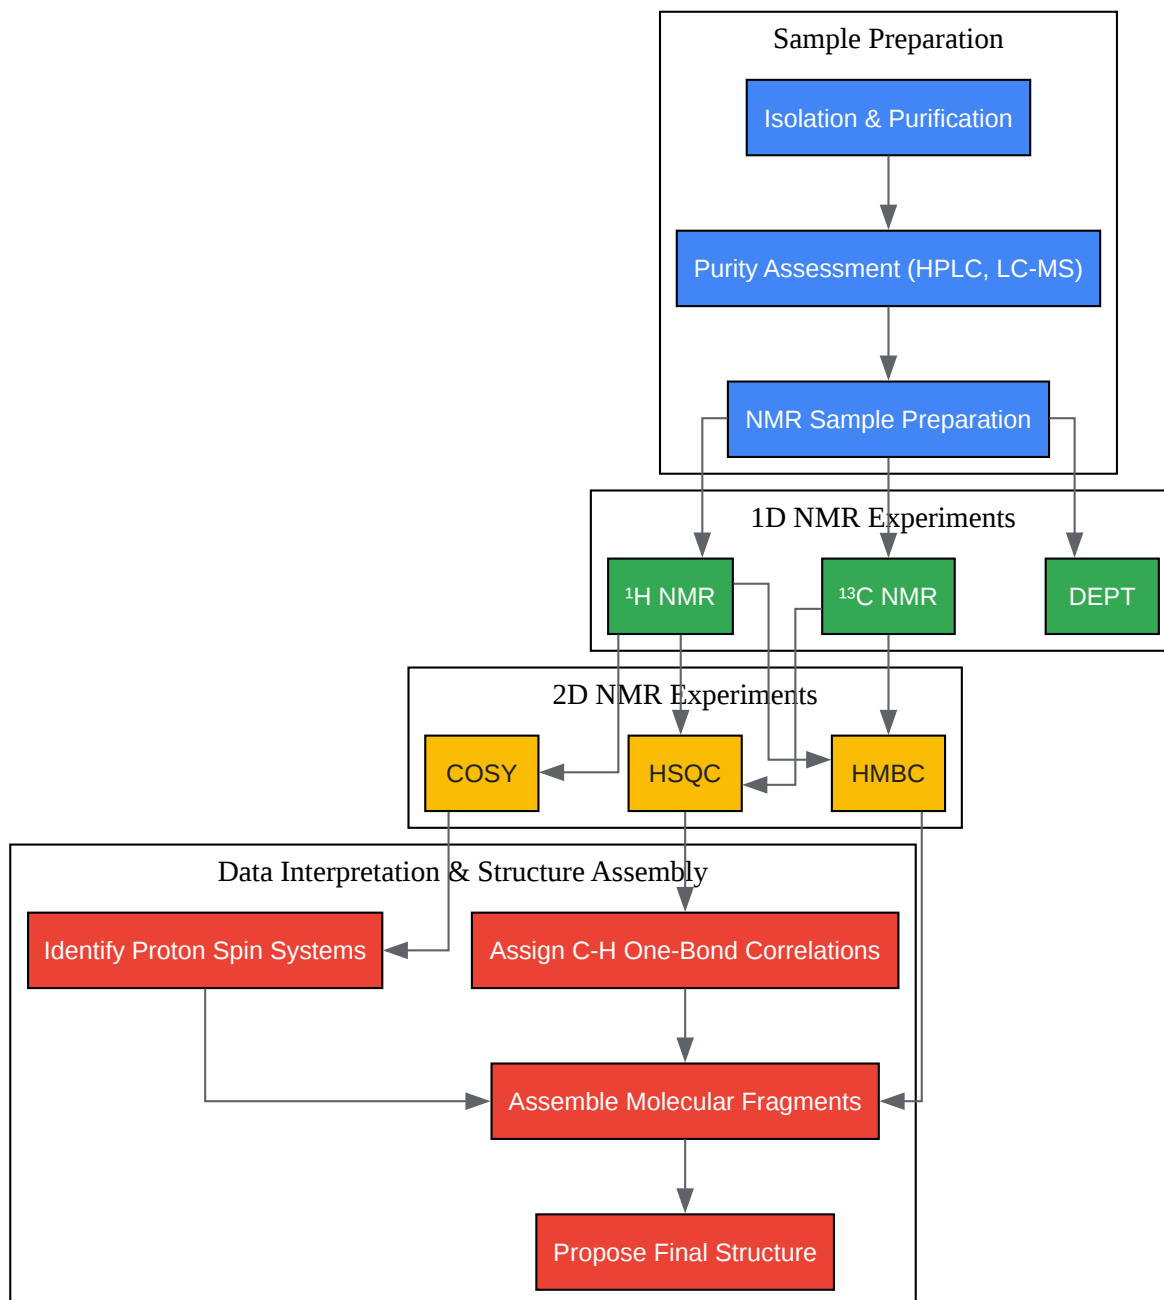 Sample Preparation
Isolation & Purification
Purity Assessment (HPLC, LC-MS)
NMR Sample Preparation
1D NMR Experiments
¹H NMR
¹³C NMR
DEPT
2D NMR Experiments
COSY
HSQC
HMBC
Data Interpretation & Structure Assembly
Identify Proton Spin Systems
Assign C-H One-Bond Correlations
Assemble Molecular Fragments
Propose Final Structure